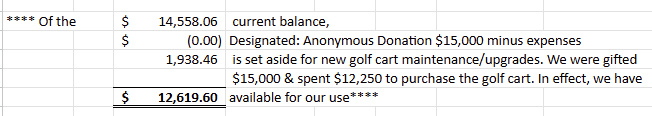 **** Of the $ 14,558.06 current balance,
$ (0.00) Designated: Anonymous Donation $15,000 minus expenses
1,938.46 is set aside for new golf cart maintenance/upgrades. We were gifted
$15,000 & spent $12,250 to purchase the golf cart. In effect, we have
$ 12,619.60 available for our use****